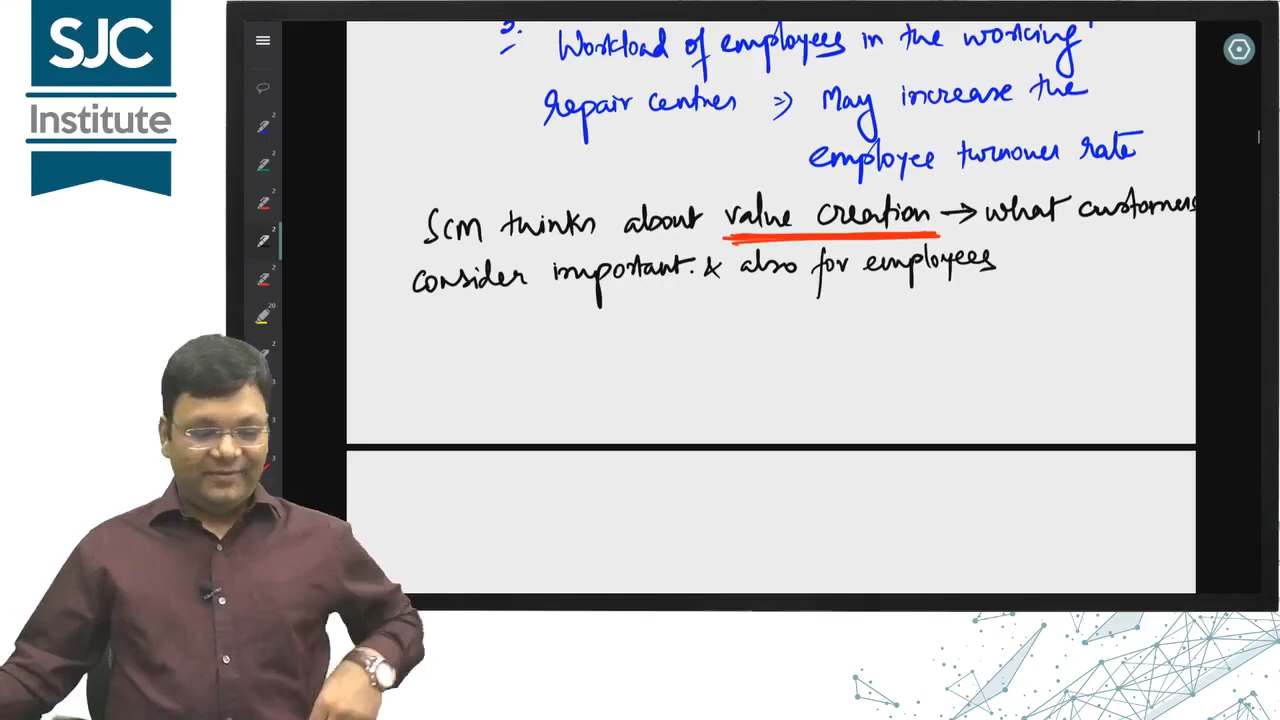 SJC
Institute
3. Workload of employees in the working
repair centres => May increase the
employee turnover rate
SCM thinks about value creation → what customers
consider important. & also for employees